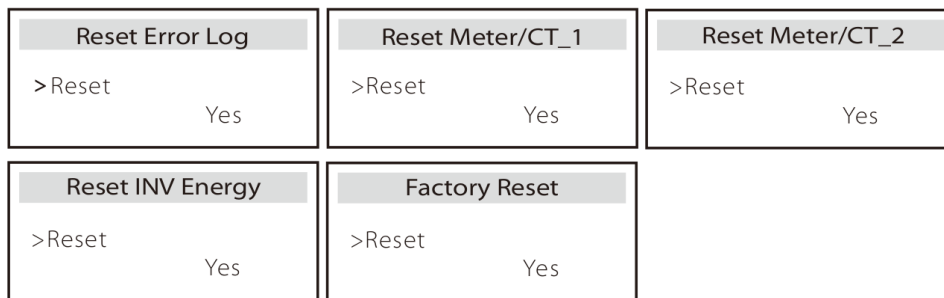 Reset Error Log
>Reset
Yes
Reset Meter/CT_1
>Reset
Yes
Reset Meter/CT_2
>Reset
Yes
Reset INV Energy
>Reset
Yes
Factory Reset
>Reset
Yes